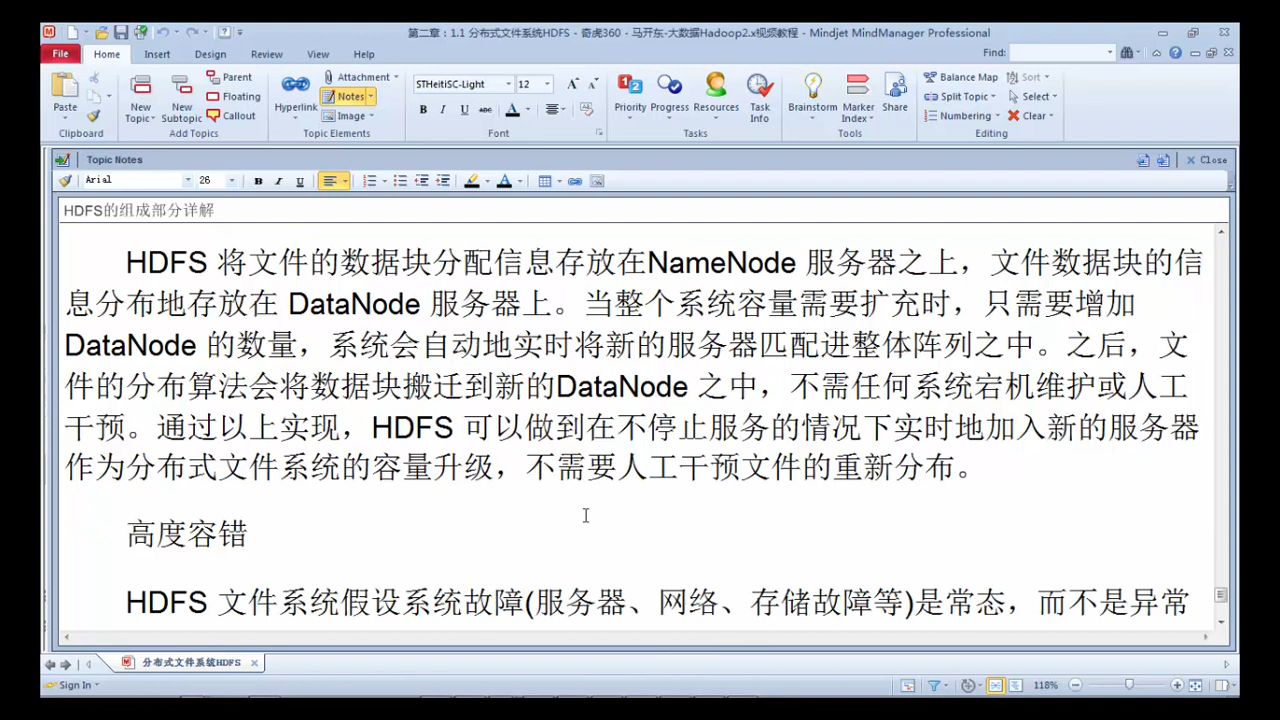 第二章：1.1 分布式文件系统HDFS - 奇虎360 - 马开东-大数据Hadoop2.x视频教程 - Mindjet MindManager Professional
File Home Insert Design Review View Help Find:
Paste
Clipboard
New Topic
New Subtopic
Parent
Floating
Callout
Add Topics
Hyperlink
Attachment
Notes
Image
Topic Elements
STHeitiSC-Light 12
B I U abc A
Font
Priority Progress Resources Task Info
Tasks
Brainstorm Marker Index Share
Tools
Balance Map Sort
Split Topic Select
Numbering Clear
Editing
Topic Notes Close
Arial 26 B I U A
HDFS的组成部分详解
HDFS 将文件的数据块分配信息存放在NameNode 服务器之上，文件数据块的信
息分布地存放在 DataNode 服务器上。当整个系统容量需要扩充时，只需要增加
DataNode 的数量，系统会自动地实时将新的服务器匹配进整体阵列之中。之后，文
件的分布算法会将数据块搬迁到新的DataNode 之中，不需任何系统宕机维护或人工
干预。通过以上实现，HDFS 可以做到在不停止服务的情况下实时地加入新的服务器
作为分布式文件系统的容量升级，不需要人工干预文件的重新分布。
高度容错
HDFS 文件系统假设系统故障(服务器、网络、存储故障等)是常态，而不是异常
分布式文件系统HDFS
Sign In 118%